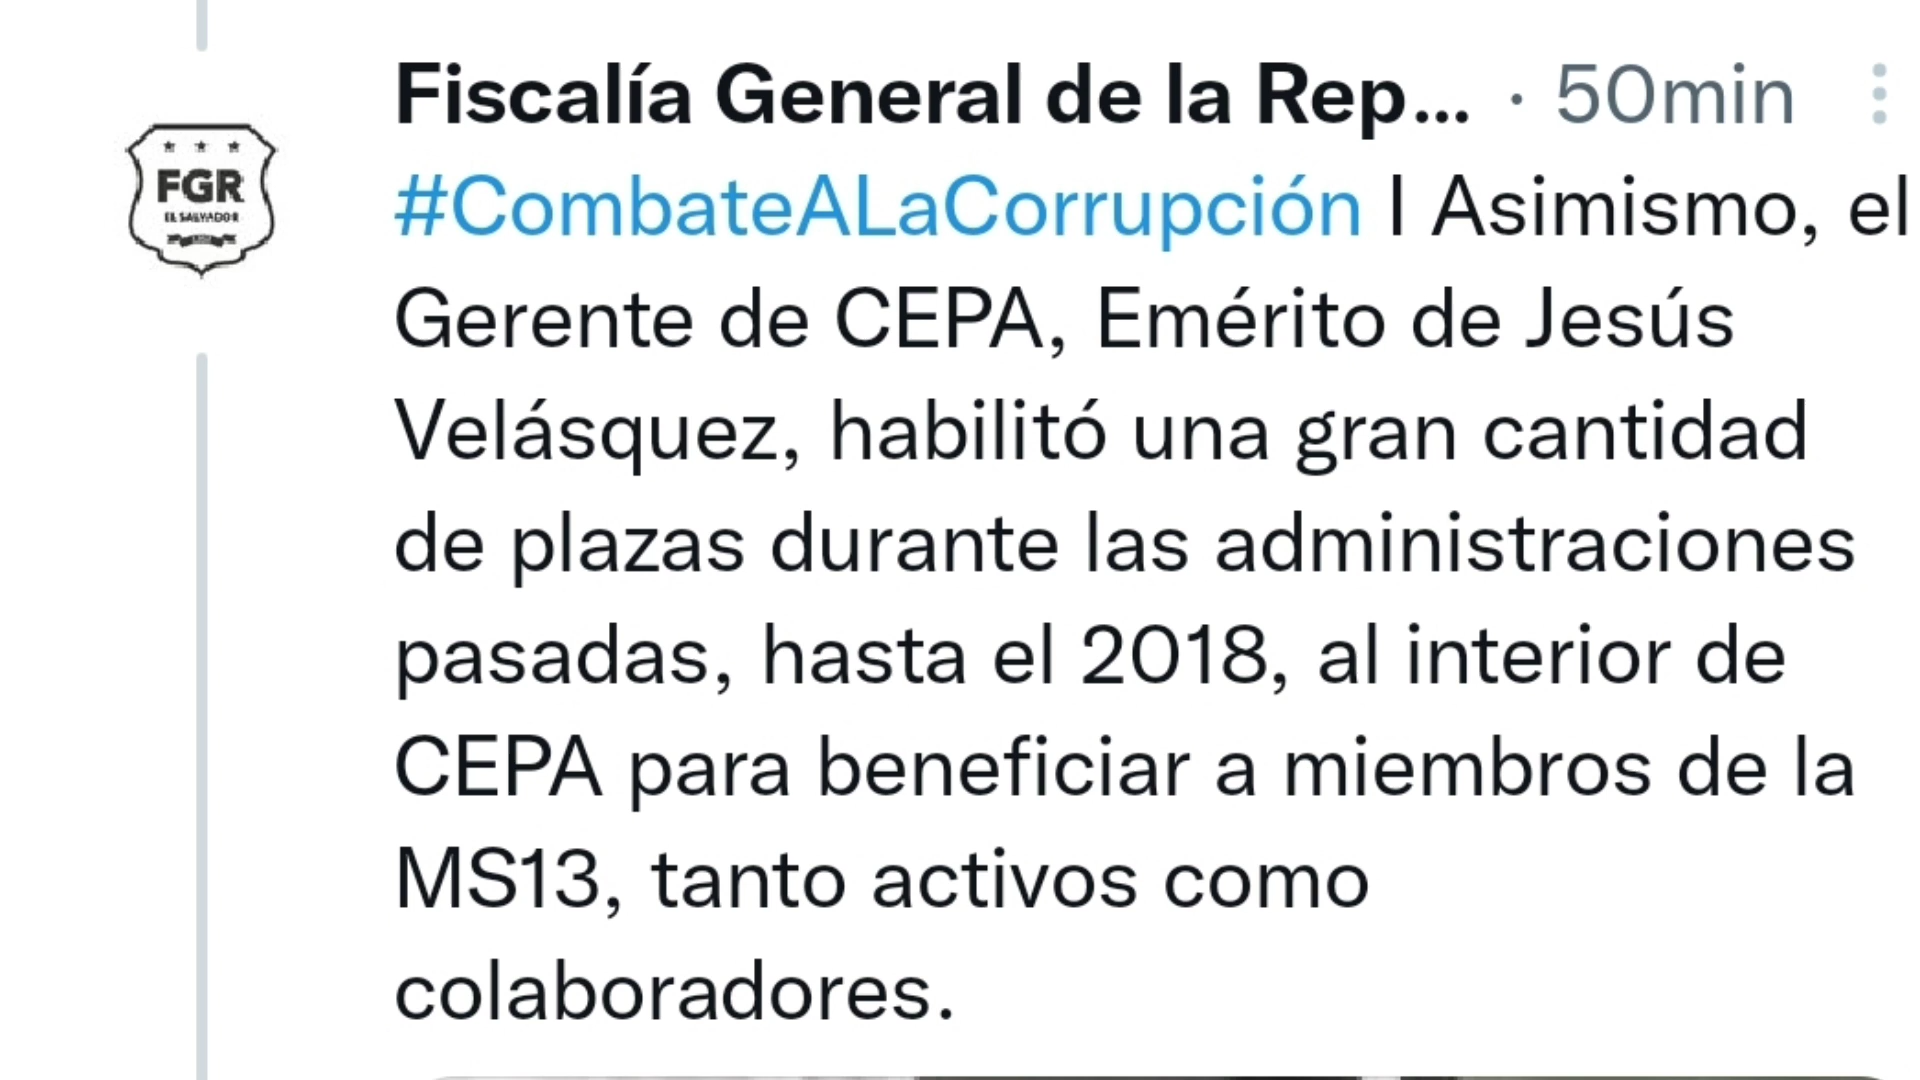 Fiscalía General de la Rep... · 50min
FGR
EL SALVADOR
#CombateALaCorrupción I Asimismo, el
Gerente de CEPA, Emérito de Jesús
Velásquez, habilitó una gran cantidad
de plazas durante las administraciones
pasadas, hasta el 2018, al interior de
CEPA para beneficiar a miembros de la
MS13, tanto activos como
colaboradores.